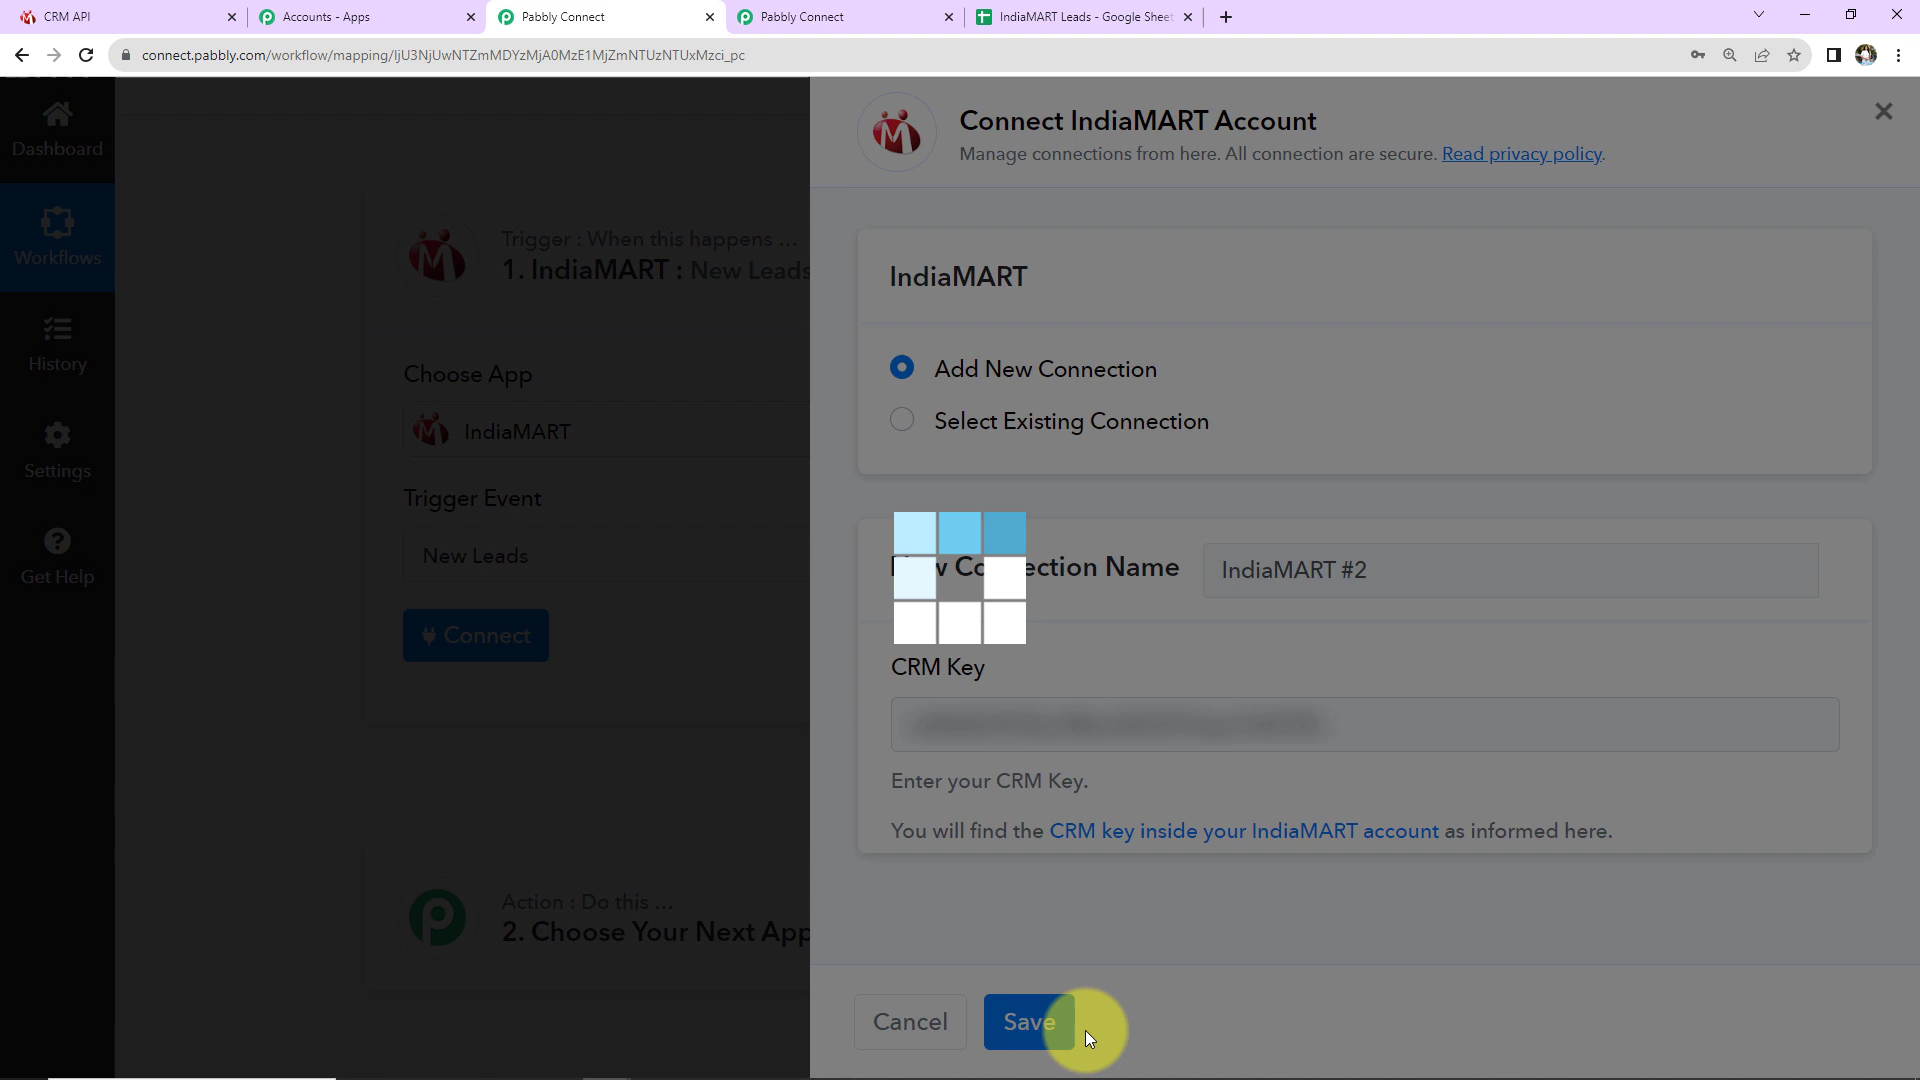 CRM API
Accounts - Apps
Pabbly Connect
Pabbly Connect
IndiaMART Leads - Google Sheet
connect.pabbly.com/workflow/mapping/IjU3NjUwNTZmMDYzMjA0MzE1MjZmNTUzNTUxMzci_pc
Dashboard
Workflows
History
Settings
Get Help
Trigger : When this happens ...
1. IndiaMART : New Leads
Choose App
IndiaMART
Trigger Event
New Leads
Connect
Action : Do this ...
2. Choose Your Next App
Connect IndiaMART Account
Manage connections from here. All connection are secure. Read privacy policy.
IndiaMART
Add New Connection
Select Existing Connection
Connection Name
IndiaMART #2
CRM Key
Enter your CRM Key.
You will find the CRM key inside your IndiaMART account as informed here.
Cancel
Save